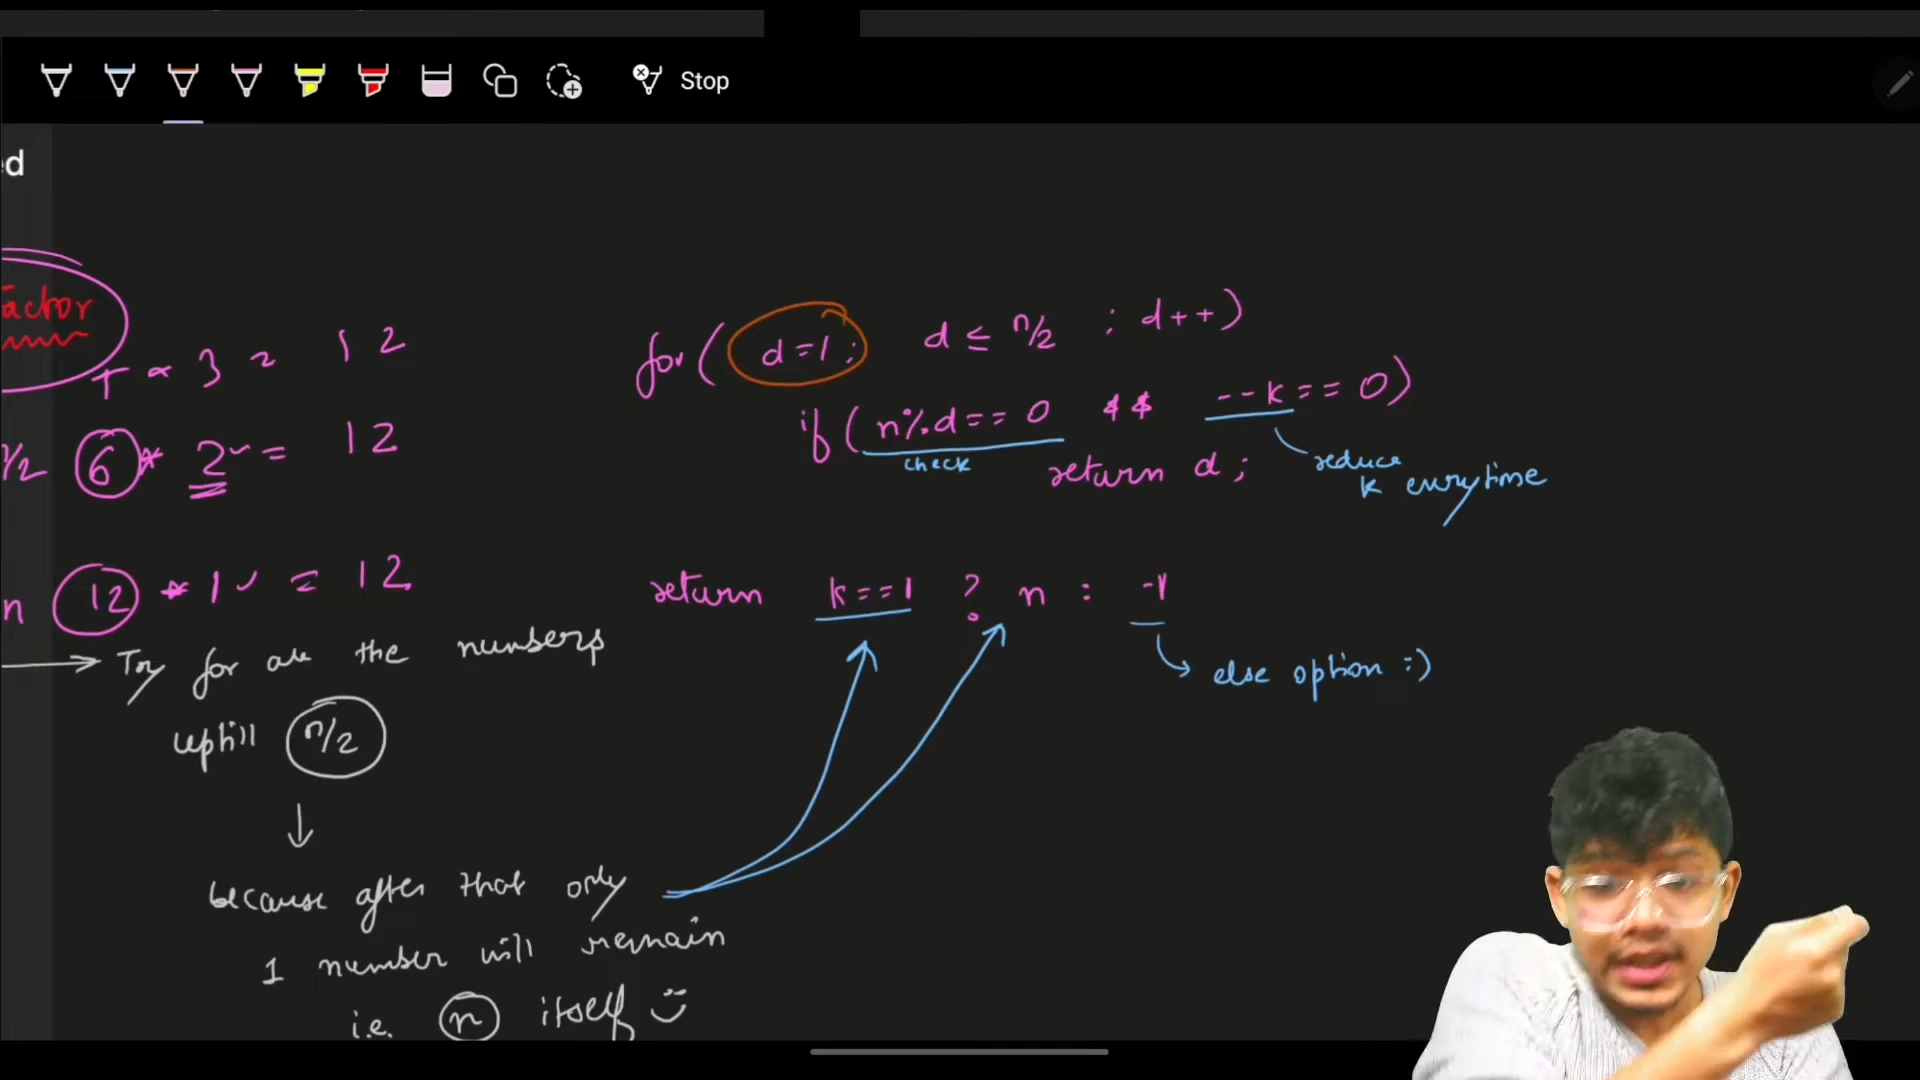 Stop
ed
actor
3 = 12
for ( d=1; d ≤ n/2 ; d++)
n/2 6 * 2 = 12
if ( n%d==0 && --k==0)
check
return d;
reduce
k everytime
n 12 * 1 = 12
return k==1 ? n : -1
else option :)
→ Try for all the numbers
uptill n/2
↓
because after that only
1 number will remain
i.e. n itself